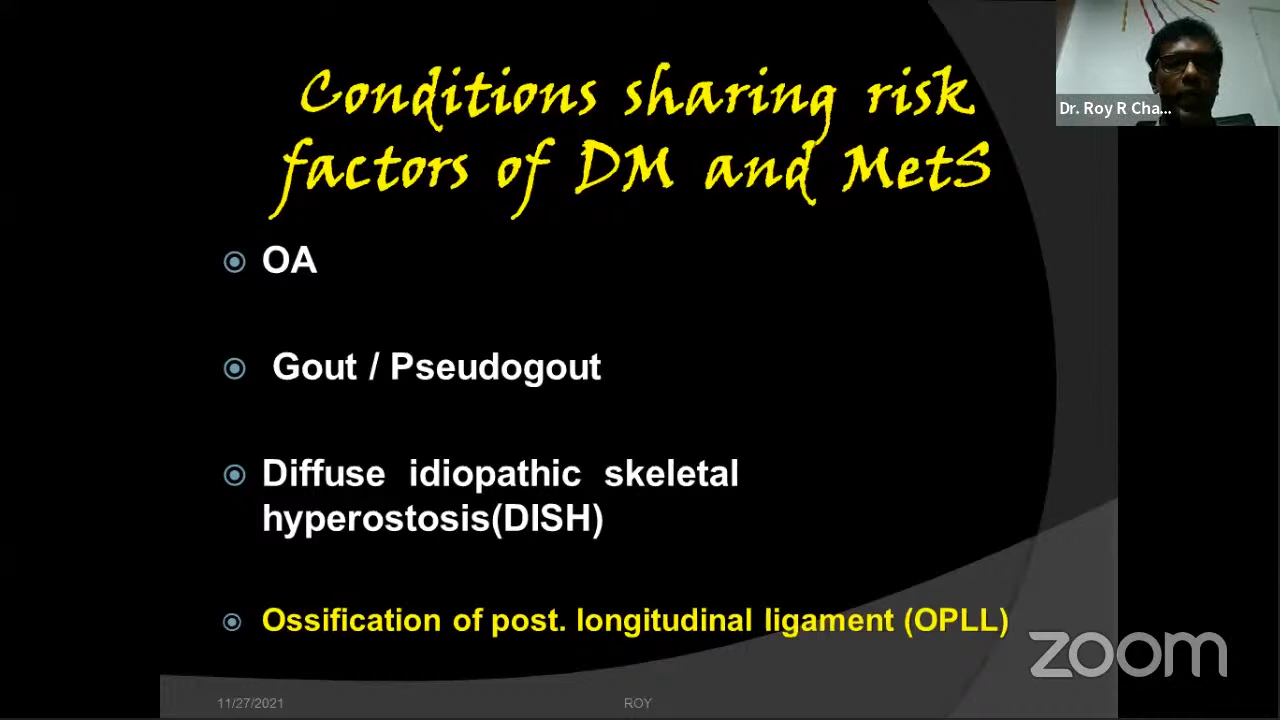 Conditions sharing risk
factors of DM and MetS
Dr. Roy R Cha...
OA
Gout / Pseudogout
Diffuse idiopathic skeletal
hyperostosis(DISH)
Ossification of post. longitudinal ligament (OPLL)
zoom
11/27/2021
ROY